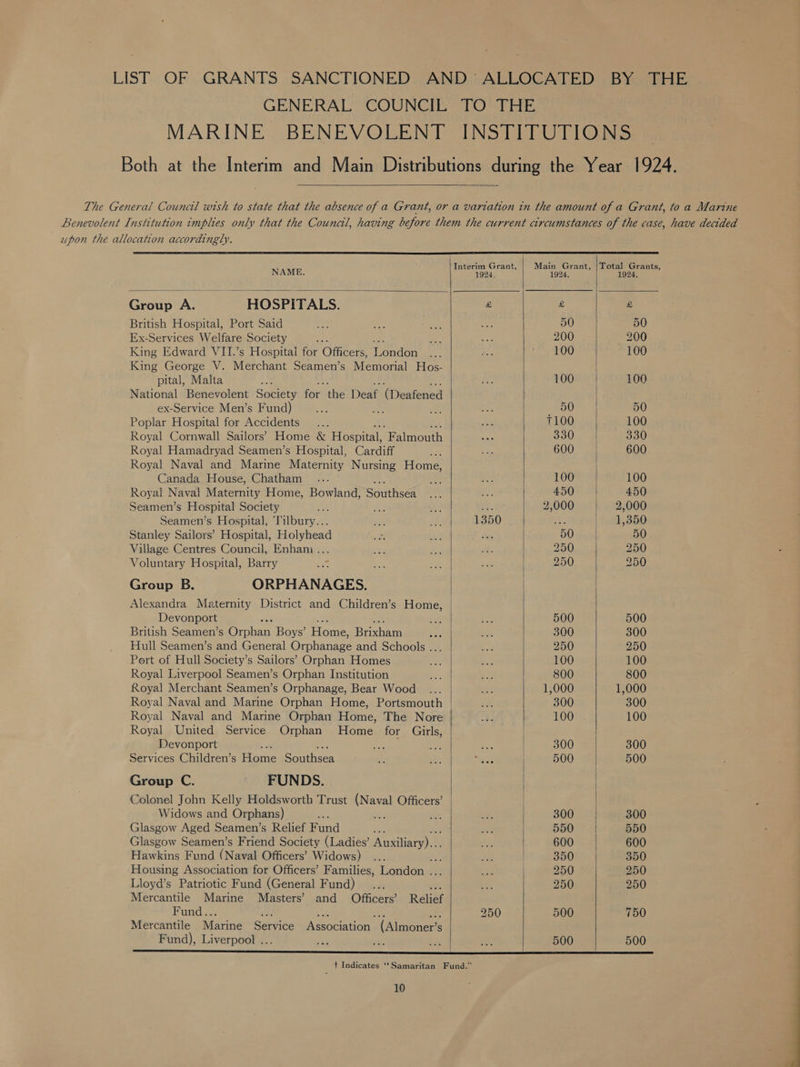 LIST OF GRANTS SANCTIONED AND ALLOCATED BY THE
GENERAL COUNCIL TO THE
MARINE BENEVOLENT INSTITUTIONS
Both at the Interim and Main Distributions during the Year 1924.
The General Council wish to state that the absence of a Grant, or a variation in the amount of a Grant, to a Marine
Benevolent Institution implies only that the Council, having before them the current circumstances of the case, have decided
upon the allocation accordingly.
NAME. Interim Grant, 1924. Main Grant, 1924. Total Grants, 1924.
Group A. HOSPITALS. £ £ £
British Hospital, Port Said ... ... ... ... 50 50
Ex-Services Welfare Society ... ... ... ... 200 200
King Edward VII.'s Hospital for Officers, London ... ... 100 100
King George V. Merchant Seamen's Memorial Hos-
pital, Malta ... ... ... ... ... 100 100
National Benevolent Society for the Deaf (Deafened
ex-Service Men's Fund) ... ... ... ... 50 50
Poplar Hospital for Accidents ... ... ... ... †100 100
Royal Cornwall Sailors' Home & Hospital, Falmouth ... 330 330
Royal Hamadryad Seamen's Hospital, Cardiff ... ... 600 600
Royal Naval and Marine Maternity Nursing Home,
Canada House, Chatham ... ... ... ... 100 100
Royal Naval Maternity Home, Bowland, Southsea ... ... 450 450
Seamen's Hospital Society ... ... ... ... 2,000 2,000
Seamen's Hospital, Tilbury... ... ... 1350 ... 1,350
Stanley Sailors' Hospital, Holyhead ... ... ... 50 50
Village Centres Council, Enham ... ... ... ... 250 250
Voluntary Hospital, Barry ... ... ... ... 250 250
Group B. ORPHANAGES.
Alexandra Maternity District and Children's Home,
Devonport ... ... ... ... ... 500 500
British Seamen's Orphan Boys' Home, Brixham ... ... 300 300
Hull Seamen's and General Orphanage and Schools ... ... 250 250
Port of Hull Society's Sailors' Orphan Homes ... ... 100 100
Royal Liverpool Seamen's Orphan Institution ... ... 800 800
Royal Merchant Seamen's Orphanage, Bear Wood ... ... 1,000 1,000
Royal Naval and Marine Orphan Home, Portsmouth ... 300 300
Royal Naval and Marine Orphan Home, The Nore ... 100 100
Royal United Service Orphan Home for Girls,
Devonport ... ... ... ... ... 300 300
Services Children's Home Southsea ... ... ... 500 500
Group C. FUNDS.
Colonel John Kelly Holdsworth Trust (Naval Officers'
Widows and Orphans) ... ... ... ... 300 300
Glasgow Aged Seamen's Relief Fund ... ... ... 550 550
Glasgow Seamen's Friend Society (Ladies' Auxiliary)... ... 600 600
Hawkins Fund (Naval Officers' Widows) ... ... ... 350 350
Housing Association for Officers' Families, London ... ... 250 250
Lloyd's Patriotic Fund (General Fund) ... ... ... 250 250
Mercantile Marine Masters' and Officers' Relief
Fund... ... ... ... ... 250 500 750
Mercantile Marine Service Association (Almoner's
Fund), Liverpool ... ... ... ... ... 500 500
† Indicates "Samaritan Fund."
10